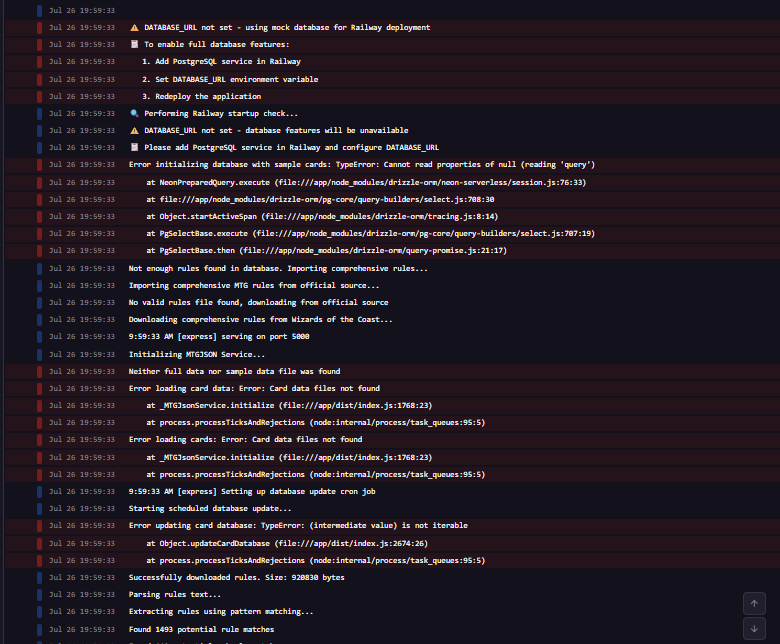 Jul 26 19:59:33
Jul 26 19:59:33 ⚠️ DATABASE_URL not set - using mock database for Railway deployment
Jul 26 19:59:33 📋 To enable full database features:
Jul 26 19:59:33 1. Add PostgreSQL service in Railway
Jul 26 19:59:33 2. Set DATABASE_URL environment variable
Jul 26 19:59:33 3. Redeploy the application
Jul 26 19:59:33 🔍 Performing Railway startup check...
Jul 26 19:59:33 ⚠️ DATABASE_URL not set - database features will be unavailable
Jul 26 19:59:33 📋 Please add PostgreSQL service in Railway and configure DATABASE_URL
Jul 26 19:59:33 Error initializing database with sample cards: TypeError: Cannot read properties of null (reading 'query')
Jul 26 19:59:33 at NeonPreparedQuery.execute (file:///app/node_modules/drizzle-orm/neon-serverless/session.js:76:33)
Jul 26 19:59:33 at file:///app/node_modules/drizzle-orm/pg-core/query-builders/select.js:708:30
Jul 26 19:59:33 at Object.startActiveSpan (file:///app/node_modules/drizzle-orm/tracing.js:8:14)
Jul 26 19:59:33 at PgSelectBase.execute (file:///app/node_modules/drizzle-orm/pg-core/query-builders/select.js:707:19)
Jul 26 19:59:33 at PgSelectBase.then (file:///app/node_modules/drizzle-orm/query-promise.js:21:17)
Jul 26 19:59:33 Not enough rules found in database. Importing comprehensive rules...
Jul 26 19:59:33 Importing comprehensive MTG rules from official source...
Jul 26 19:59:33 No valid rules file found, downloading from official source
Jul 26 19:59:33 Downloading comprehensive rules from Wizards of the Coast...
Jul 26 19:59:33 9:59:33 AM [express] serving on port 5000
Jul 26 19:59:33 Initializing MTGJSON Service...
Jul 26 19:59:33 Neither full data nor sample data file was found
Jul 26 19:59:33 Error loading card data: Error: Card data files not found
Jul 26 19:59:33 at _MTGJsonService.initialize (file:///app/dist/index.js:1768:23)
Jul 26 19:59:33 at process.processTicksAndRejections (node:internal/process/task_queues:95:5)
Jul 26 19:59:33 Error loading cards: Error: Card data files not found
Jul 26 19:59:33 at _MTGJsonService.initialize (file:///app/dist/index.js:1768:23)
Jul 26 19:59:33 at process.processTicksAndRejections (node:internal/process/task_queues:95:5)
Jul 26 19:59:33 9:59:33 AM [express] Setting up database update cron job
Jul 26 19:59:33 Starting scheduled database update...
Jul 26 19:59:33 Error updating card database: TypeError: (intermediate value) is not iterable
Jul 26 19:59:33 at Object.updateCardDatabase (file:///app/dist/index.js:2674:26)
Jul 26 19:59:33 at process.processTicksAndRejections (node:internal/process/task_queues:95:5)
Jul 26 19:59:33 Successfully downloaded rules. Size: 920830 bytes
Jul 26 19:59:33 Parsing rules text...
Jul 26 19:59:33 Extracting rules using pattern matching...
Jul 26 19:59:33 Found 1493 potential rule matches